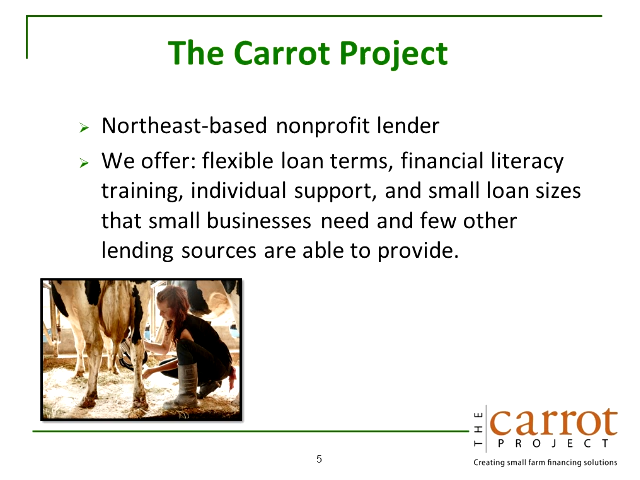 The Carrot Project
Northeast-based nonprofit lender
We offer: flexible loan terms, financial literacy
training, individual support, and small loan sizes
that small businesses need and few other
lending sources are able to provide.
THE
carrot
PROJECT
Creating small farm financing solutions
5